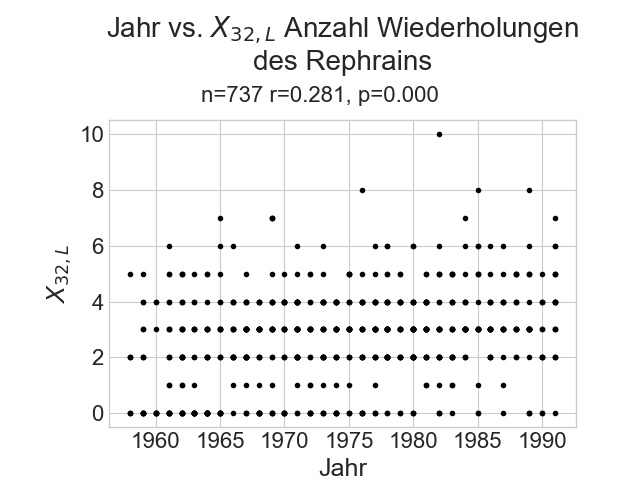 Jahr vs. X32, L Anzahl Wiederholungen
des Rephrains
n=737 r=0.281, p=0.000
10
8
6
4
2
0
X32, L
1960 1965 1970 1975 1980 1985 1990
Jahr